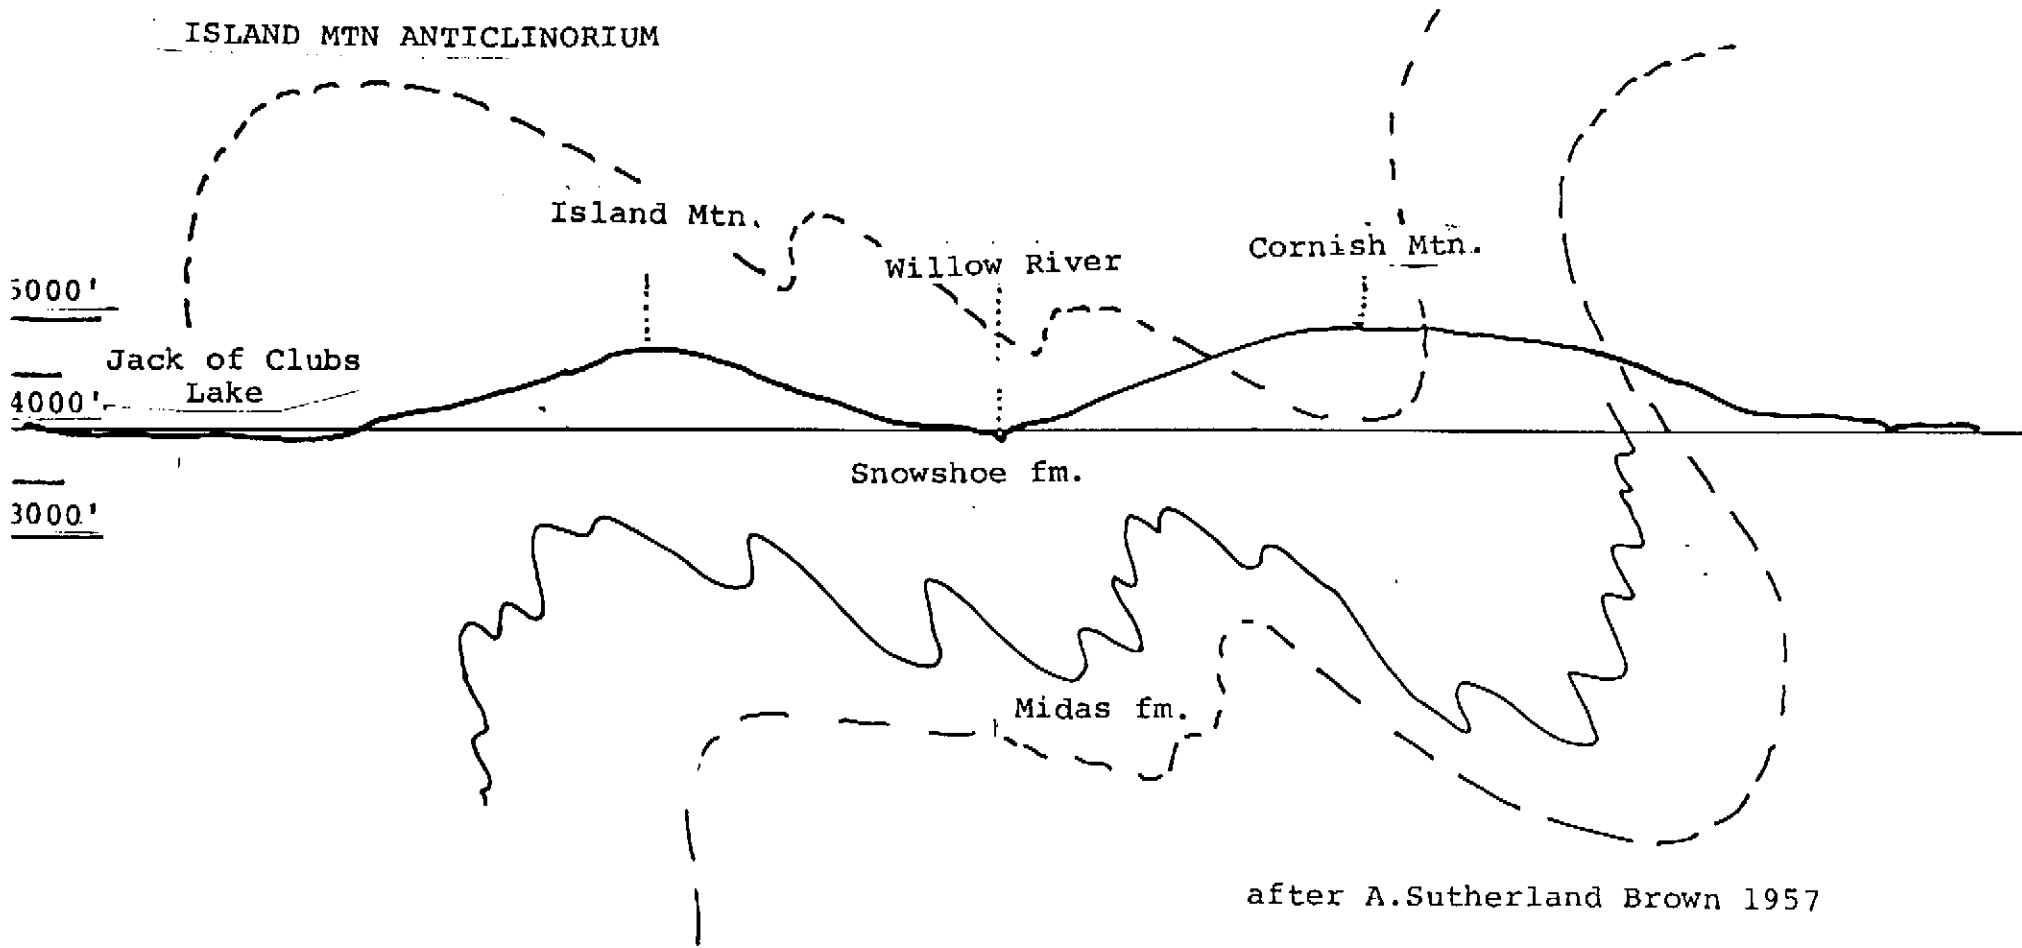 ISLAND MTN ANTICLINORIUM
Island Mtn.
Willow River
Cornish Mtn.
5000'
Jack of Clubs
Lake
4000'
Snowshoe fm.
3000'
Midas fm.
after A.Sutherland Brown 1957